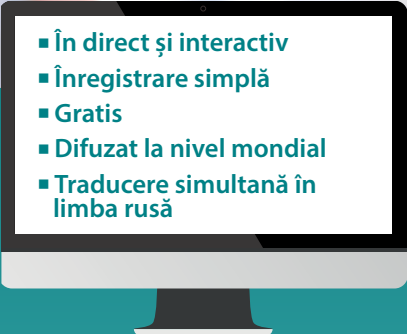 ▪ În direct și interactiv
▪ Înregistrare simplă
▪ Gratis
▪ Difuzat la nivel mondial
▪ Traducere simultană în
limba rusă